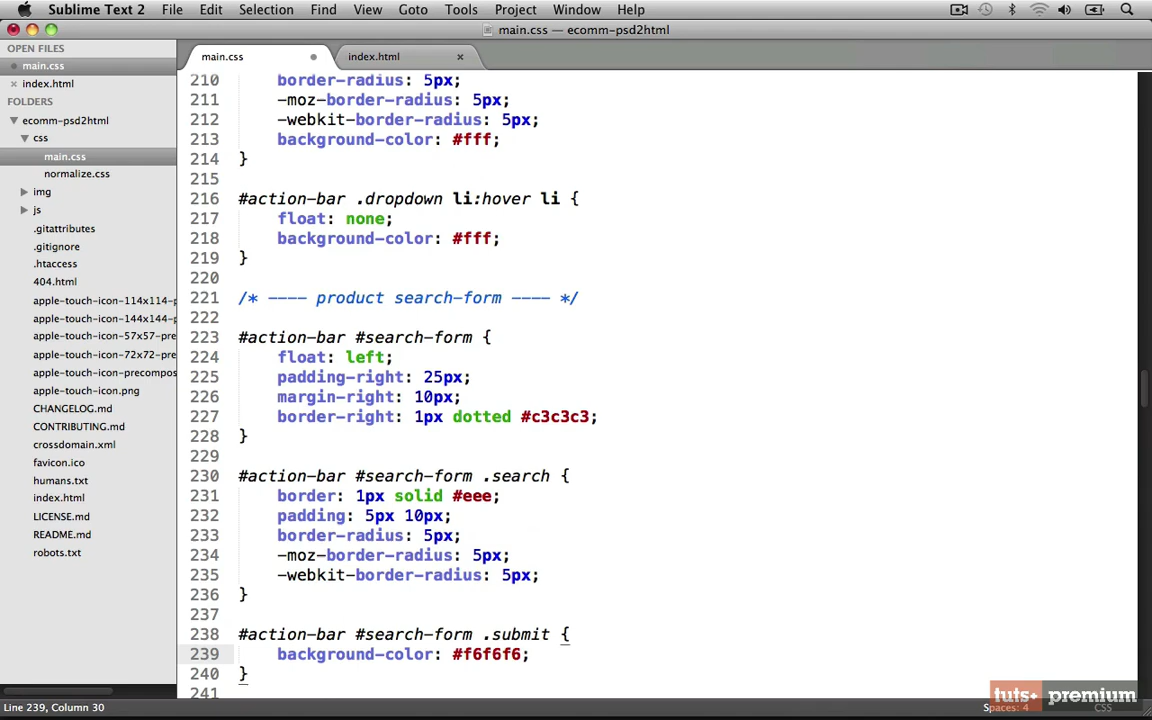 Sublime Text 2 File Edit Selection Find View Goto Tools Project Window Help
main.css — ecomm-psd2html
OPEN FILES
main.css
index.html
FOLDERS
ecomm-psd2html
css
main.css
normalize.css
img
js
.gitattributes
.gitignore
.htaccess
404.html
apple-touch-icon-114x114-p
apple-touch-icon-144x144-p
apple-touch-icon-57x57-pre
apple-touch-icon-72x72-pre
apple-touch-icon-precompos
apple-touch-icon.png
CHANGELOG.md
CONTRIBUTING.md
crossdomain.xml
favicon.ico
humans.txt
index.html
LICENSE.md
README.md
robots.txt
main.css index.html
210 border-radius: 5px;
211 -moz-border-radius: 5px;
212 -webkit-border-radius: 5px;
213 background-color: #fff;
214 }
215
216 #action-bar .dropdown li:hover li {
217 float: none;
218 background-color: #fff;
219 }
220
221 /* ---- product search-form ---- */
222
223 #action-bar #search-form {
224 float: left;
225 padding-right: 25px;
226 margin-right: 10px;
227 border-right: 1px dotted #c3c3c3;
228 }
229
230 #action-bar #search-form .search {
231 border: 1px solid #eee;
232 padding: 5px 10px;
233 border-radius: 5px;
234 -moz-border-radius: 5px;
235 -webkit-border-radius: 5px;
236 }
237
238 #action-bar #search-form .submit {
239 background-color: #f6f6f6;
240 }
241
tuts+ premium
Line 239, Column 30 Spaces: 4 CSS